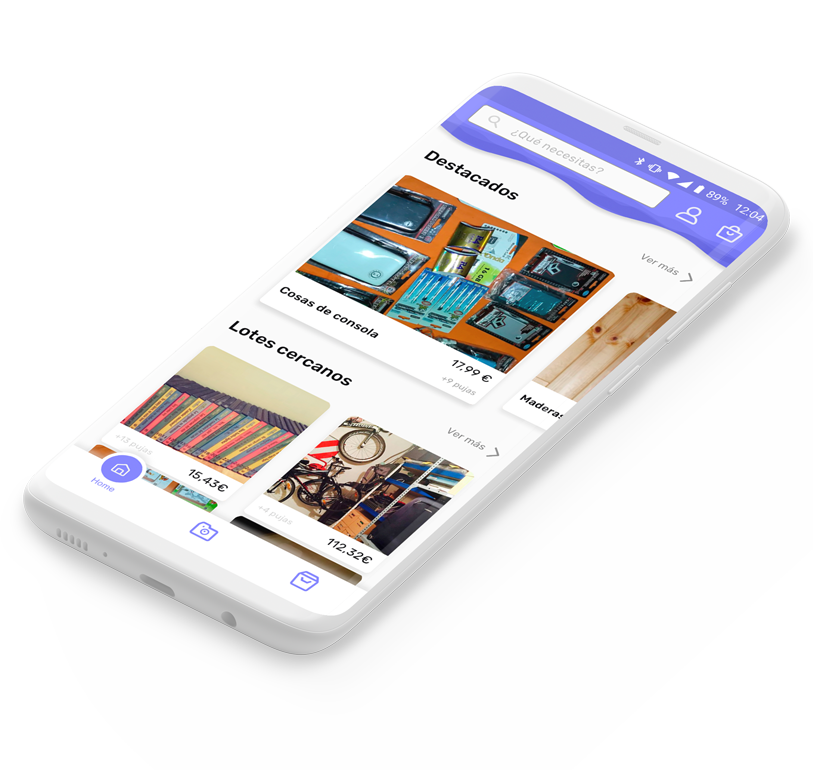 89% 12:04
¿Qué necesitas?
Destacados
Ver más
Cosas de consola
17,99 €
+9 pujas
Maderas
Lotes cercanos
Ver más
+13 pujas
15,43€
+4 pujas
112,32€
Home